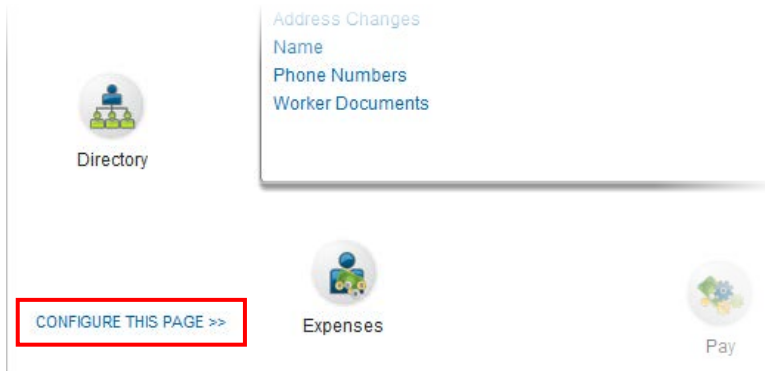 Address Changes
Name
Phone Numbers
Worker Documents
Directory
CONFIGURE THIS PAGE >>
Expenses
Pay